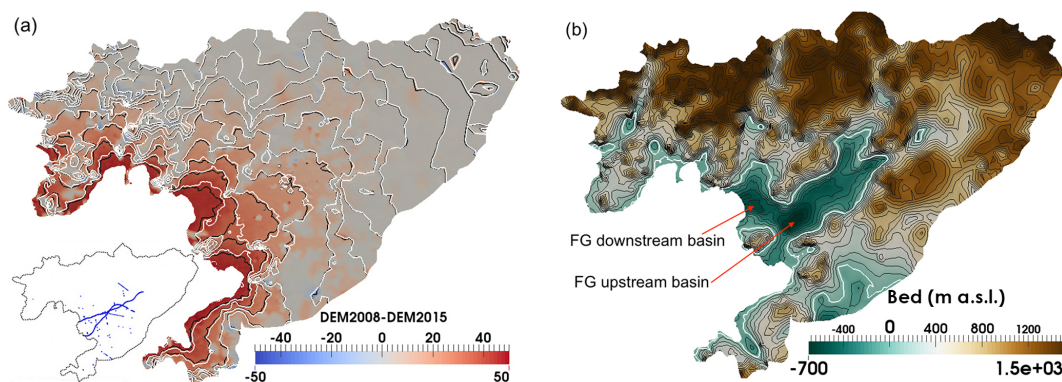 (a)
DEM2008-DEM2015
-40 -20 0 20 40
-50 50
(b)
FG downstream basin
FG upstream basin
Bed (m a.s.l.)
-400 0 400 800 1200
-700 1.5e+03